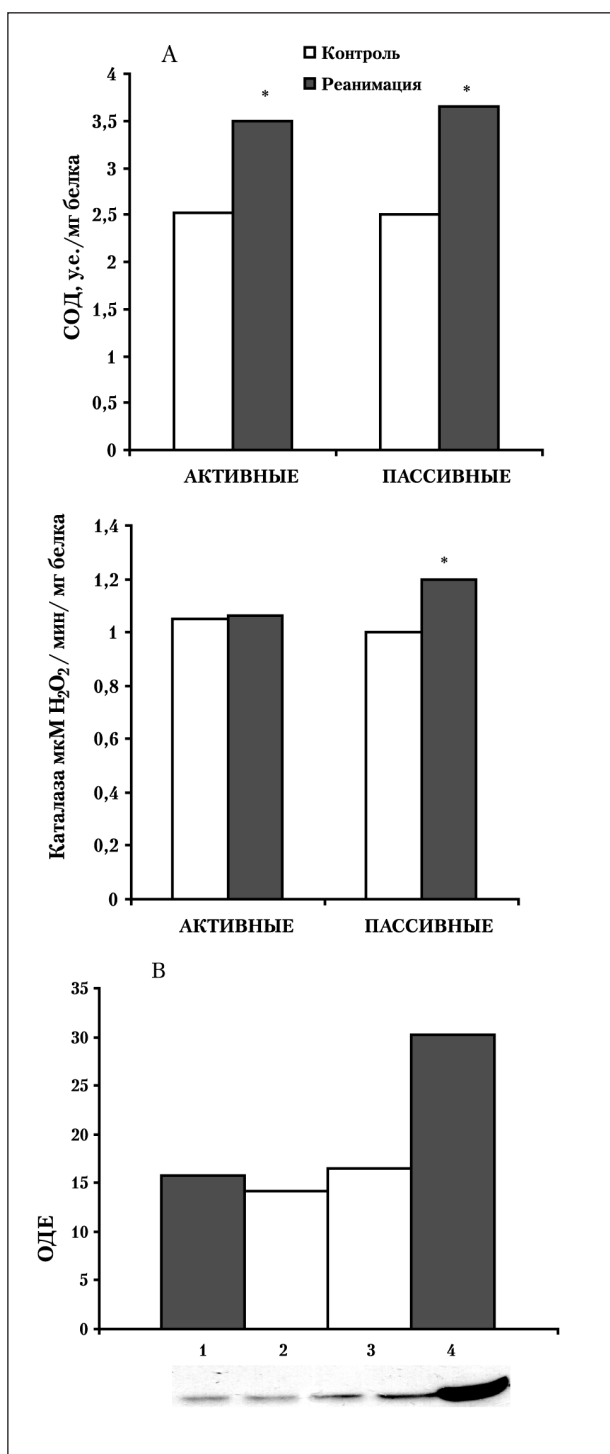 А
Контроль
Реанимация
*
*
СОД, у.е./мг белка
4
3,5
3
2,5
2
1,5
1
0,5
0
АКТИВНЫЕ ПАССИВНЫЕ
*
Каталаза мкМ H₂O₂ / мин/ мг белка
1,4
1,2
1
0,8
0,6
0,4
0,2
0
АКТИВНЫЕ ПАССИВНЫЕ
В
ОДЕ
35
30
25
20
15
10
5
0
1 2 3 4